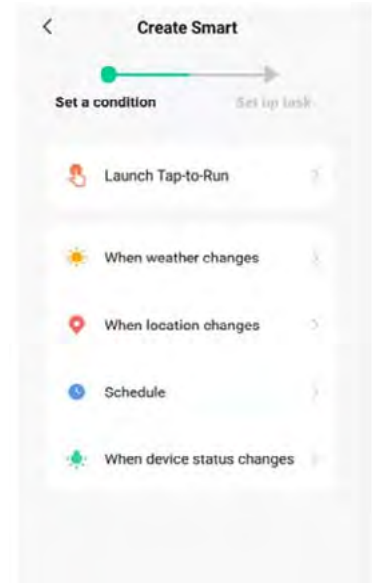 Create Smart
Set a condition
Set up task
Launch Tap-to-Run
When weather changes
When location changes
Schedule
When device status changes